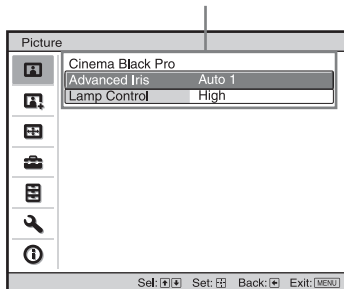 Picture
Cinema Black Pro
Advanced Iris Auto 1
Lamp Control High
Sel: Set: Back: Exit: MENU